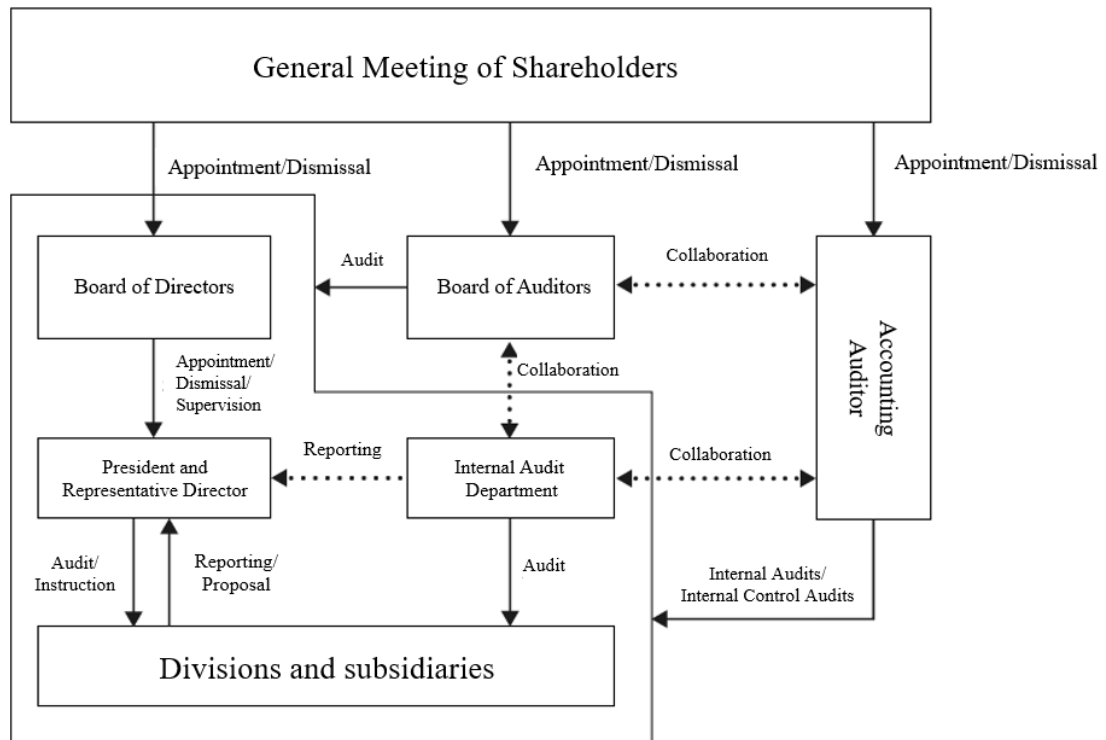 General Meeting of Shareholders
Appointment/Dismissal
Appointment/Dismissal
Appointment/Dismissal
Board of Directors
Audit
Board of Auditors
Collaboration
Accounting
Auditor
Appointment/
Dismissal/
Supervision
Collaboration
President and
Representative Director
Reporting
Internal Audit
Department
Collaboration
Audit/
Instruction
Reporting/
Proposal
Audit
Internal Audits/
Internal Control Audits
Divisions and subsidiaries